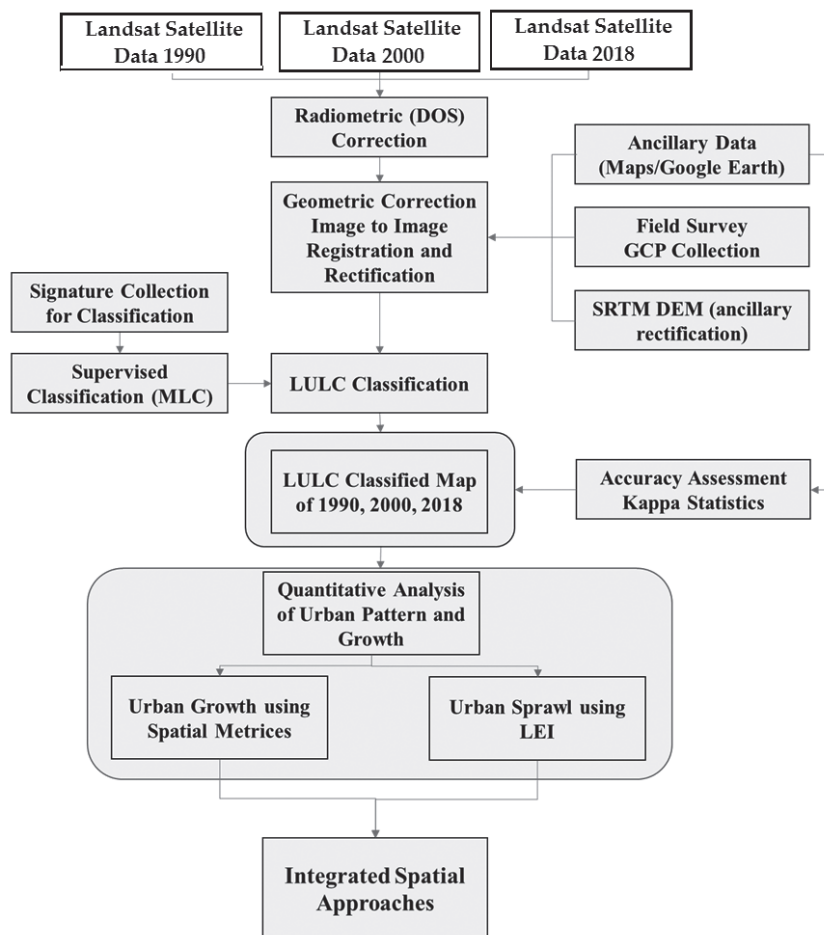 Landsat Satellite
Data 1990
Landsat Satellite
Data 2000
Landsat Satellite
Data 2018
Radiometric (DOS)
Correction
Ancillary Data
(Maps/Google Earth)
Geometric Correction
Image to Image
Registration and
Rectification
Field Survey
GCP Collection
Signature Collection
for Classification
SRTM DEM (ancillary
rectification)
Supervised
Classification (MLC)
LULC Classification
LULC Classified Map
of 1990, 2000, 2018
Accuracy Assessment
Kappa Statistics
Quantitative Analysis
of Urban Pattern and
Growth
Urban Growth using
Spatial Metrices
Urban Sprawl using
LEI
Integrated Spatial
Approaches